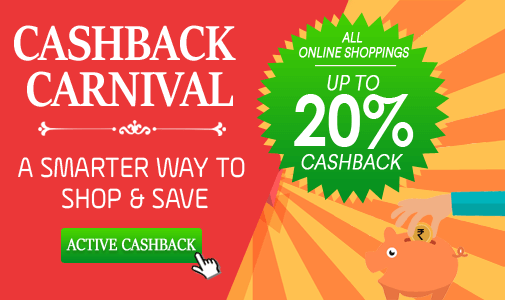 CASHBACK
CARNIVAL
A SMARTER WAY TO
SHOP & SAVE
ACTIVE CASHBACK
ALL
ONLINE SHOPPINGS
UP TO
20%
CASHBACK
₹